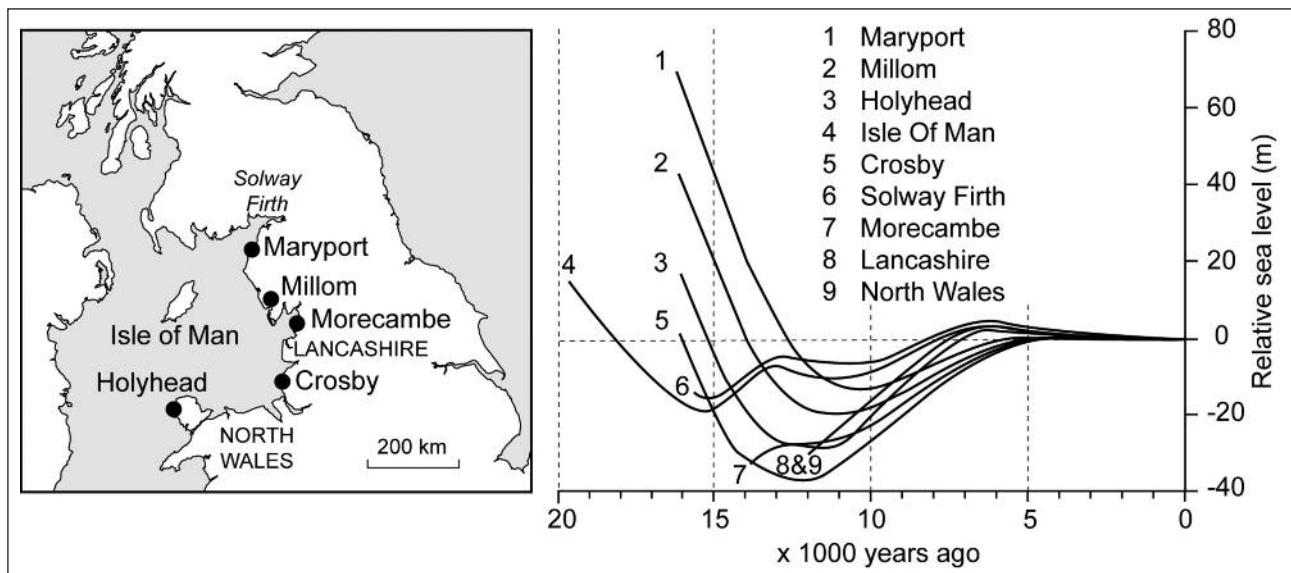 Solway
Firth
Maryport
Millom
Isle of Man
Morecambe
LANCASHIRE
Holyhead
Crosby
NORTH
WALES
200 km
1 Maryport
2 Millom
3 Holyhead
4 Isle Of Man
5 Crosby
6 Solway Firth
7 Morecambe
8 Lancashire
9 North Wales
1
2
3
4
5
6
7
8&9
80
60
40
20
0
-20
-40
Relative sea level (m)
20 15 10 5 0
x 1000 years ago